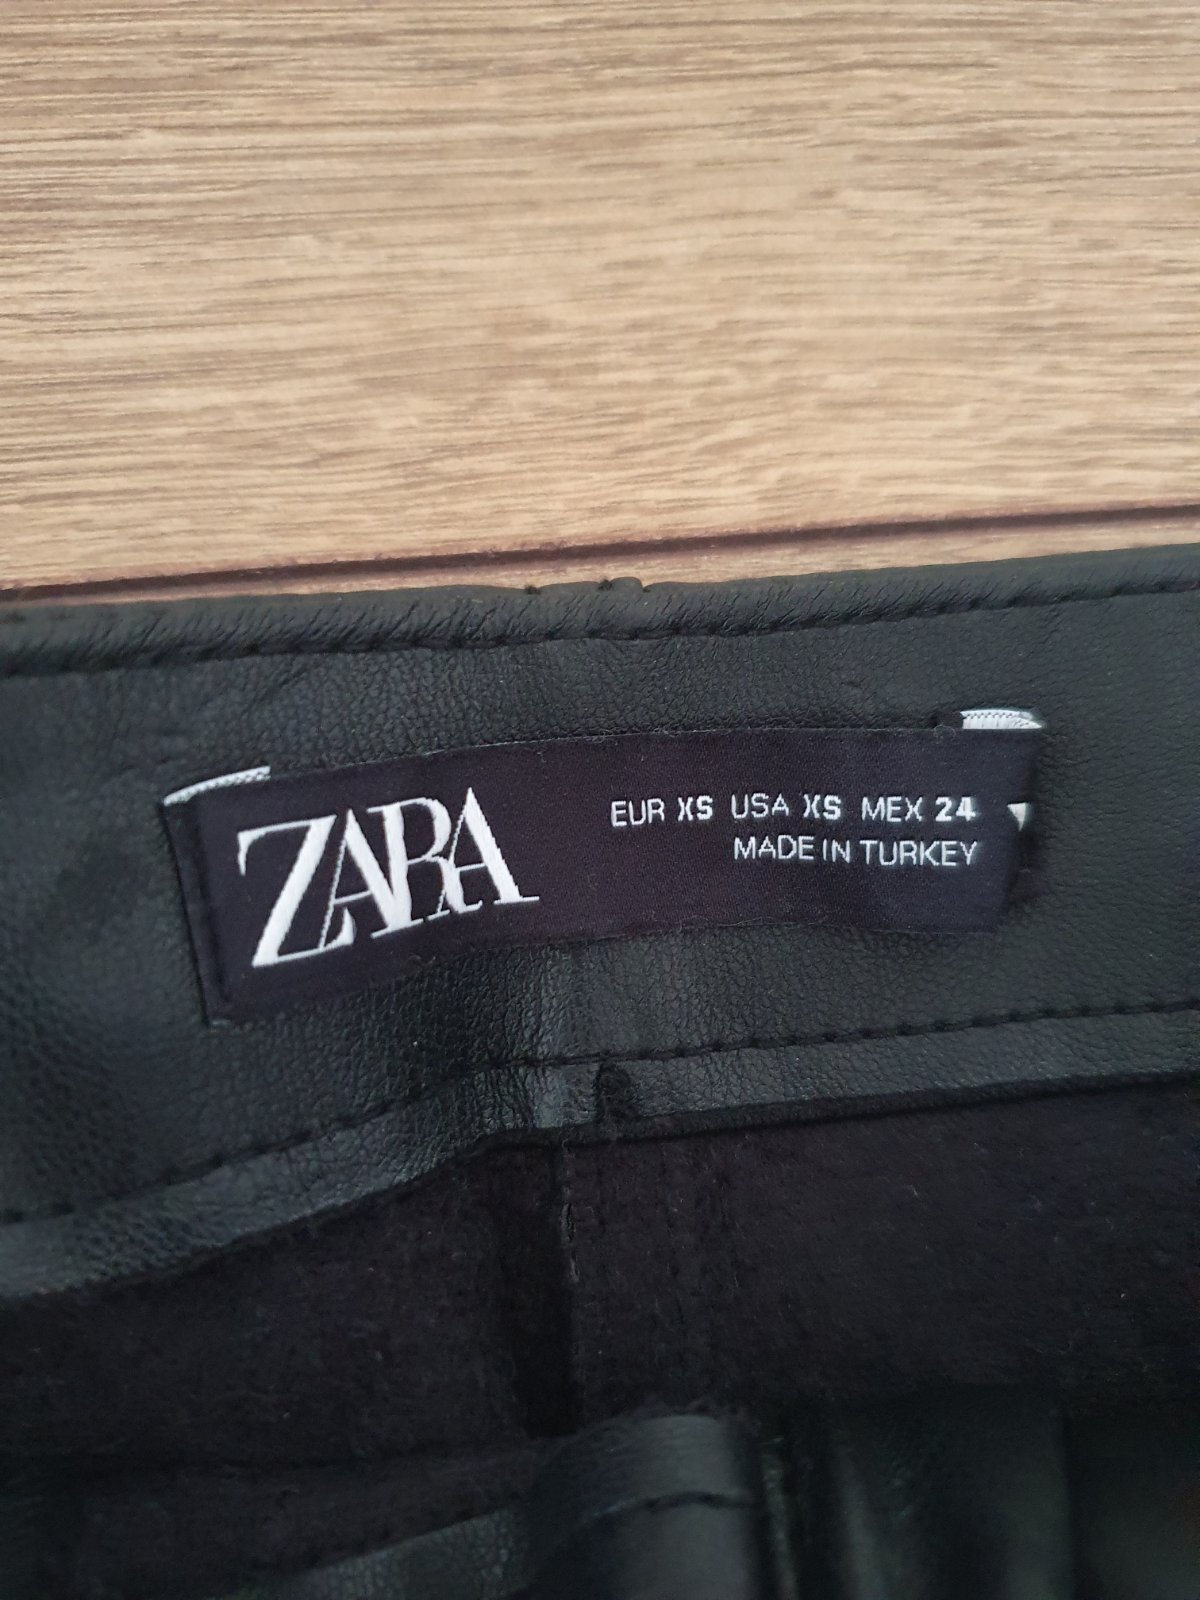 ZARA
EUR XS USA XS MEX 24
MADE IN TURKEY